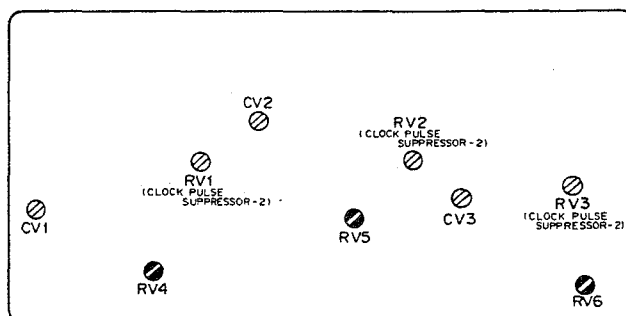 CV2
RV2
(CLOCK PULSE
SUPPRESSOR-2)
RV1
(CLOCK PULSE
SUPPRESSOR-2)
CV1
RV5
CV3
RV3
(CLOCK PULSE
SUPPRESSOR-2)
RV4
RV6